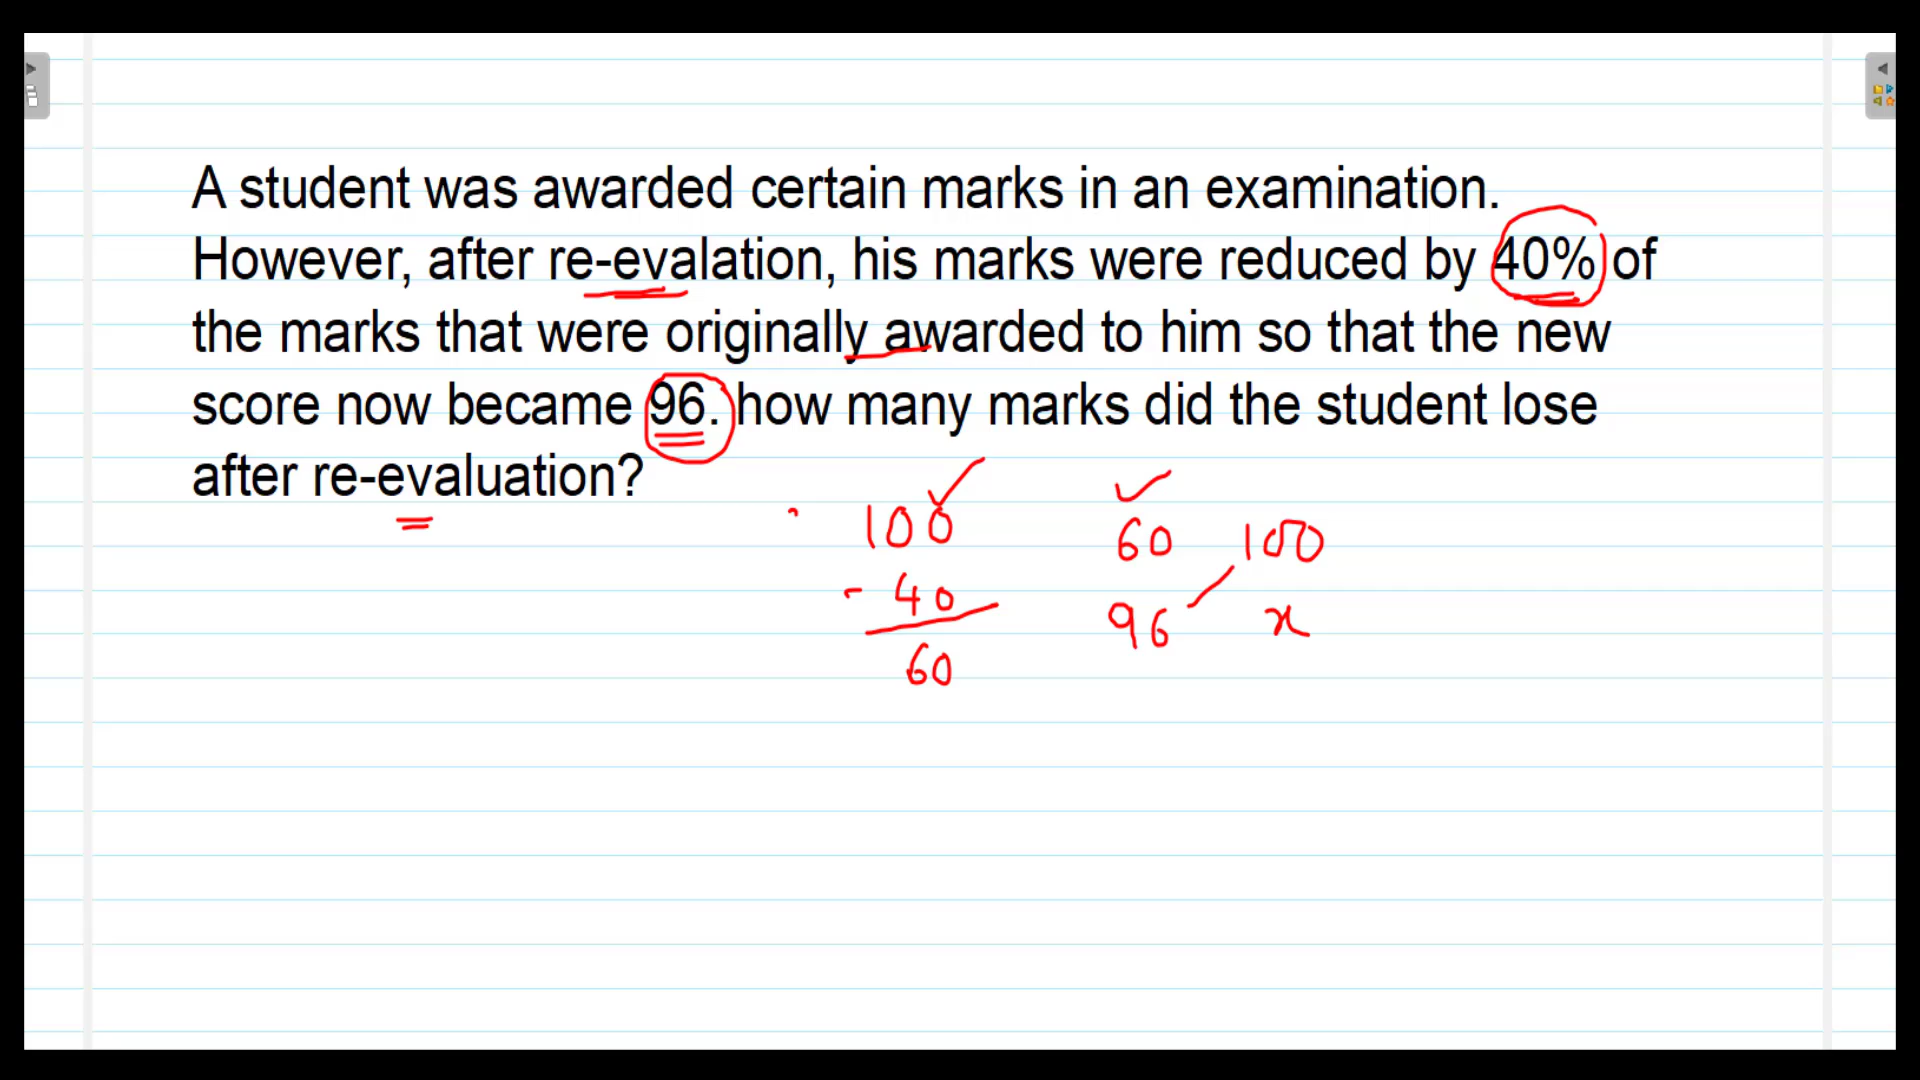 A student was awarded certain marks in an examination.
However, after re-evalation, his marks were reduced by 40% of
the marks that were originally awarded to him so that the new
score now became 96. how many marks did the student lose
after re-evaluation?
100 60 100
- 40 96 x
60